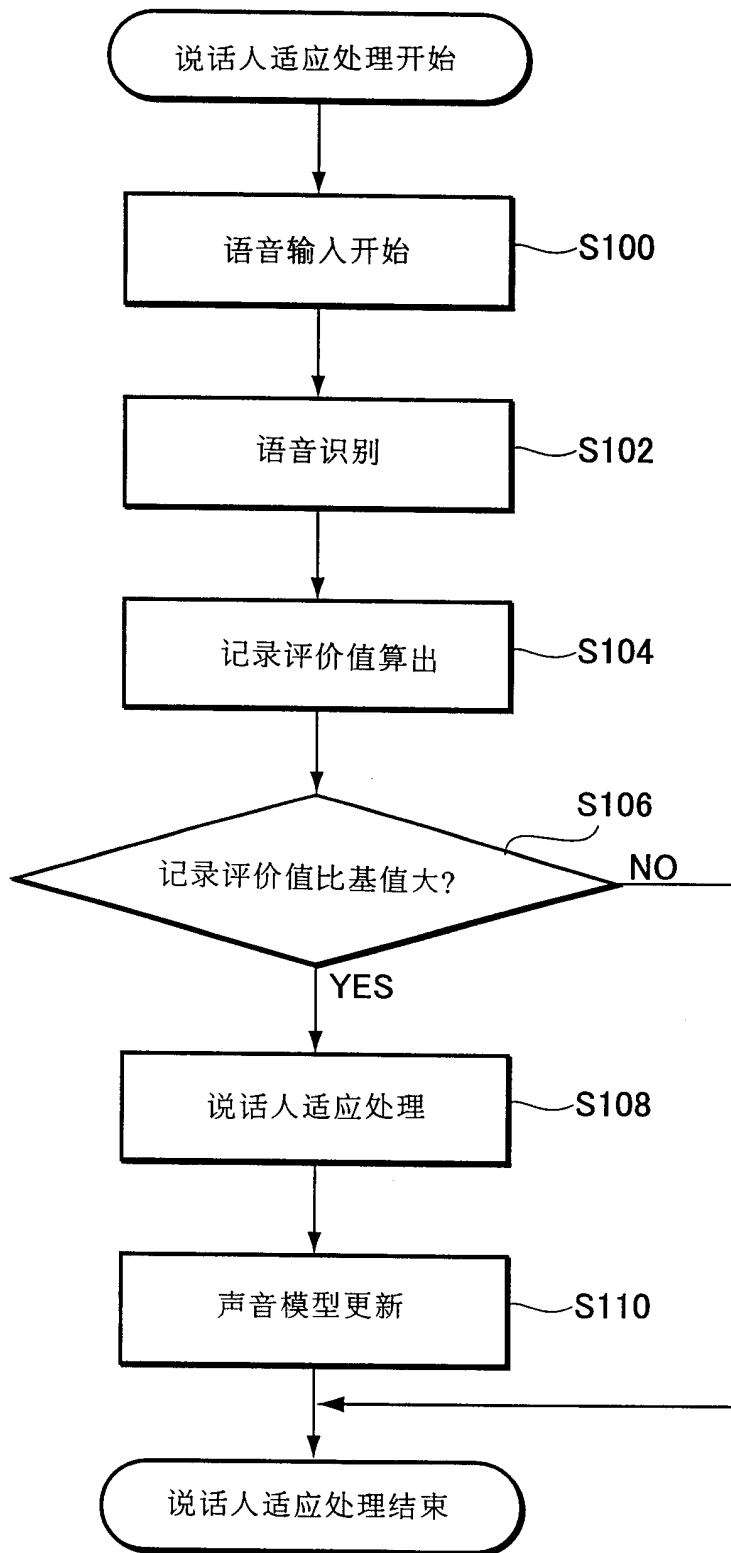 说话人适应处理开始
语音输入开始
S100
语音识别
S102
记录评价值算出
S104
S106
记录评价值比基值大?
NO
YES
说话人适应处理
S108
声音模型更新
S110
说话人适应处理结束